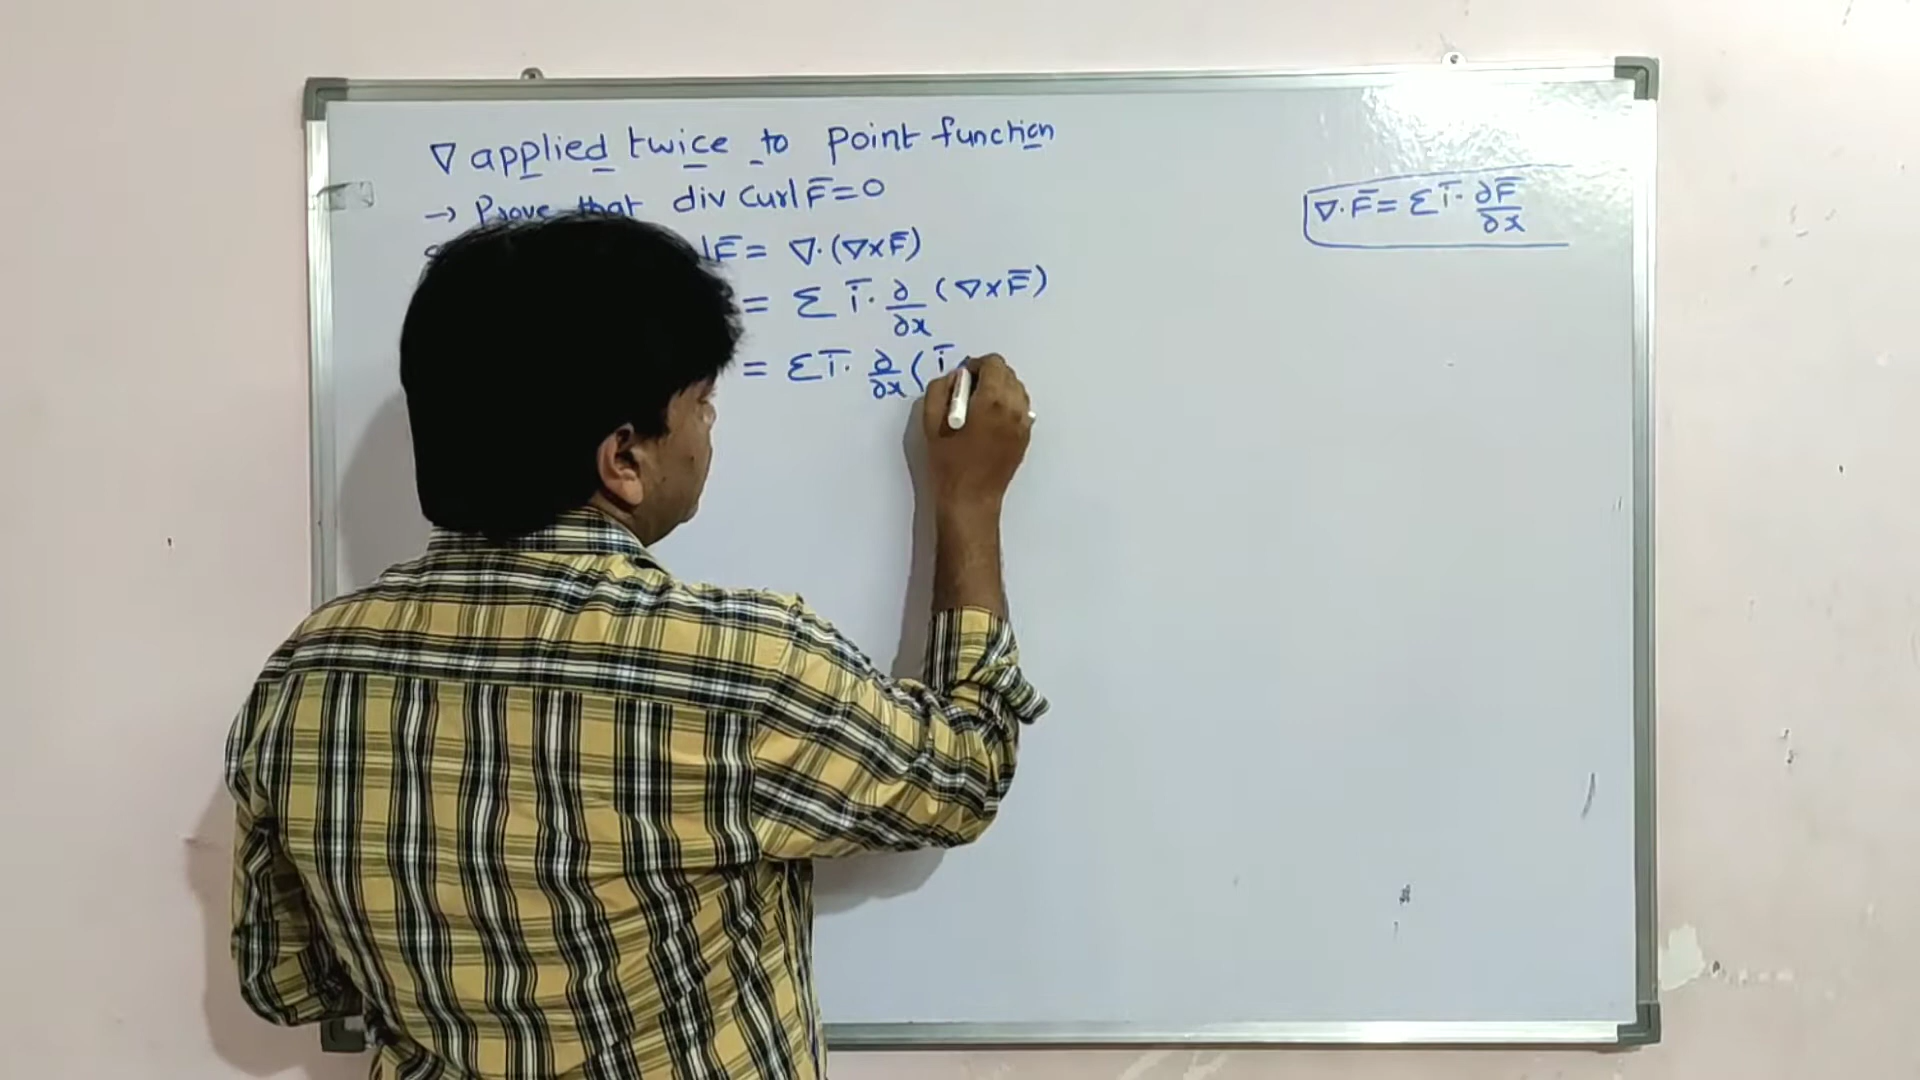 ∇ applied twice to point function
→ Prove that div curl F̄ = 0
F̄ = ∇·(∇×F̄)
= Σ ī· ∂/∂x (∇×F̄)
= Σ ī· ∂/∂x ( ī
∇·F̄ = Σ ī· ∂F̄/∂x